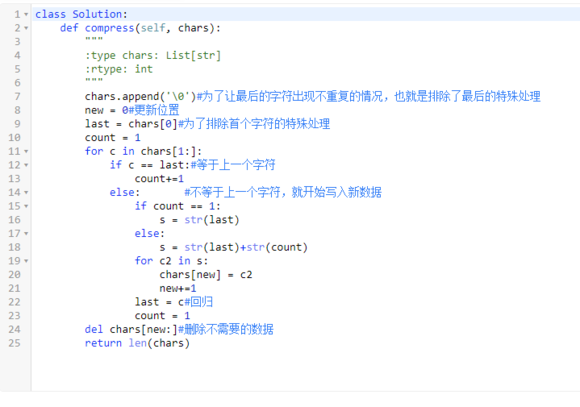 1 class Solution:
2 def compress(self, chars):
3 """
4 :type chars: List[str]
5 :rtype: int
6 """
7 chars.append('\0')#为了让最后的字符出现不重复的情况，也就是排除了最后的特殊处理
8 new = 0#更新位置
9 last = chars[0]#为了排除首个字符的特殊处理
10 count = 1
11 for c in chars[1:]:
12 if c == last:#等于上一个字符
13 count+=1
14 else: #不等于上一个字符，就开始写入新数据
15 if count == 1:
16 s = str(last)
17 else:
18 s = str(last)+str(count)
19 for c2 in s:
20 chars[new] = c2
21 new+=1
22 last = c#回归
23 count = 1
24 del chars[new:]#删除不需要的数据
25 return len(chars)